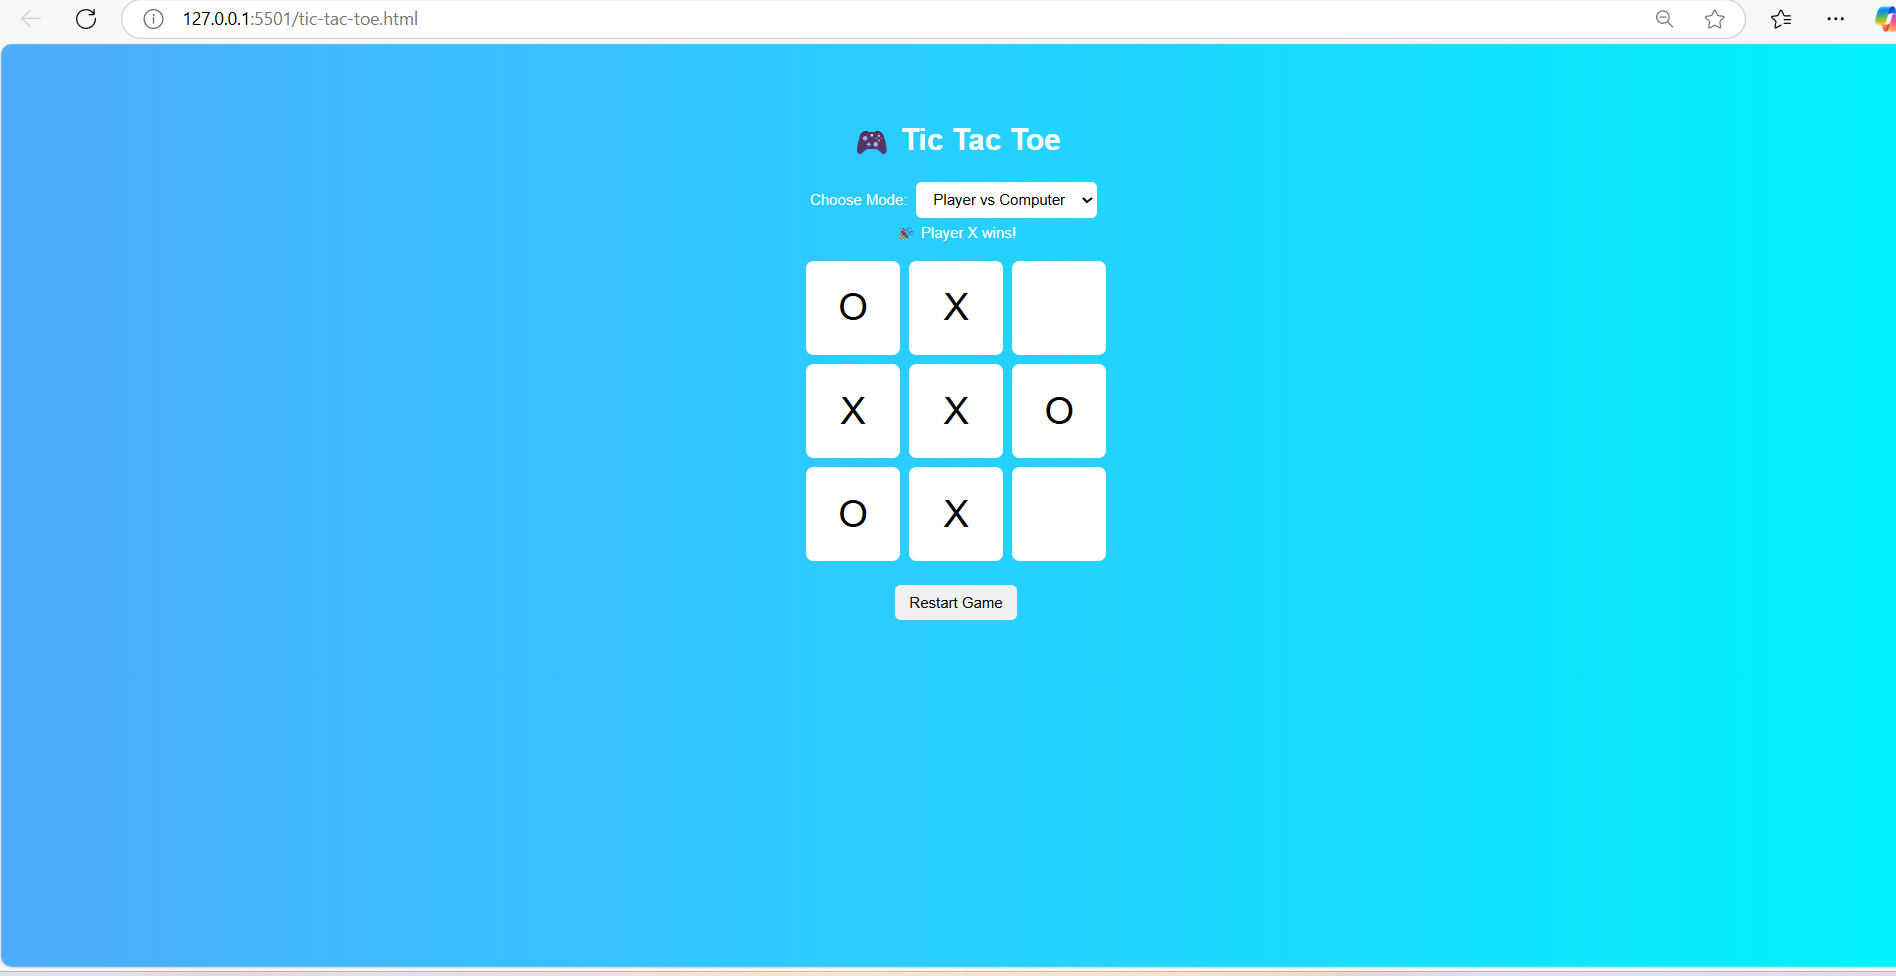 127.0.0.1:5501/tic-tac-toe.html
🎮 Tic Tac Toe
Choose Mode: Player vs Computer
🎉 Player X wins!
O X
X X O
O X
Restart Game